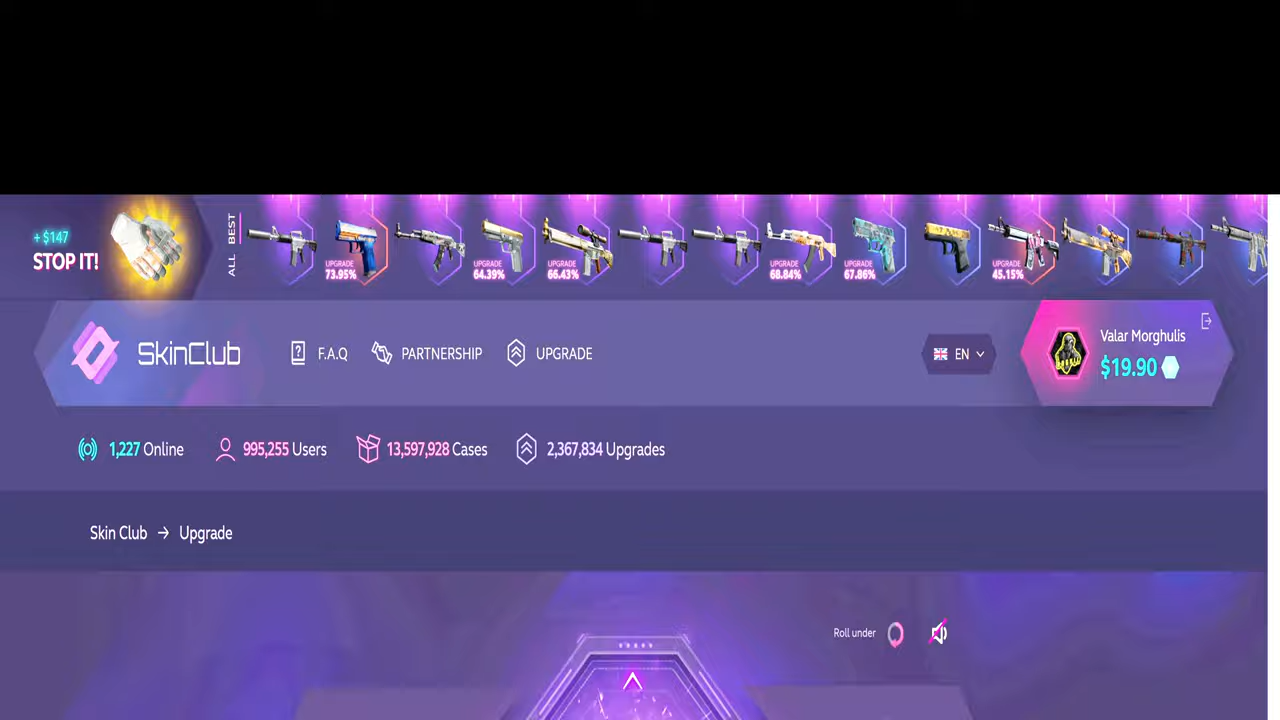 + $147
STOP IT!
ALL BEST
UPGRADE
73.95%
UPGRADE
64.39%
UPGRADE
66.43%
UPGRADE
68.84%
UPGRADE
67.86%
UPGRADE
45.15%
SkinClub
F.A.Q
PARTNERSHIP
UPGRADE
EN
Valar Morghulis
$19.90
1,227 Online
995,255 Users
13,597,928 Cases
2,367,834 Upgrades
Skin Club → Upgrade
Roll under